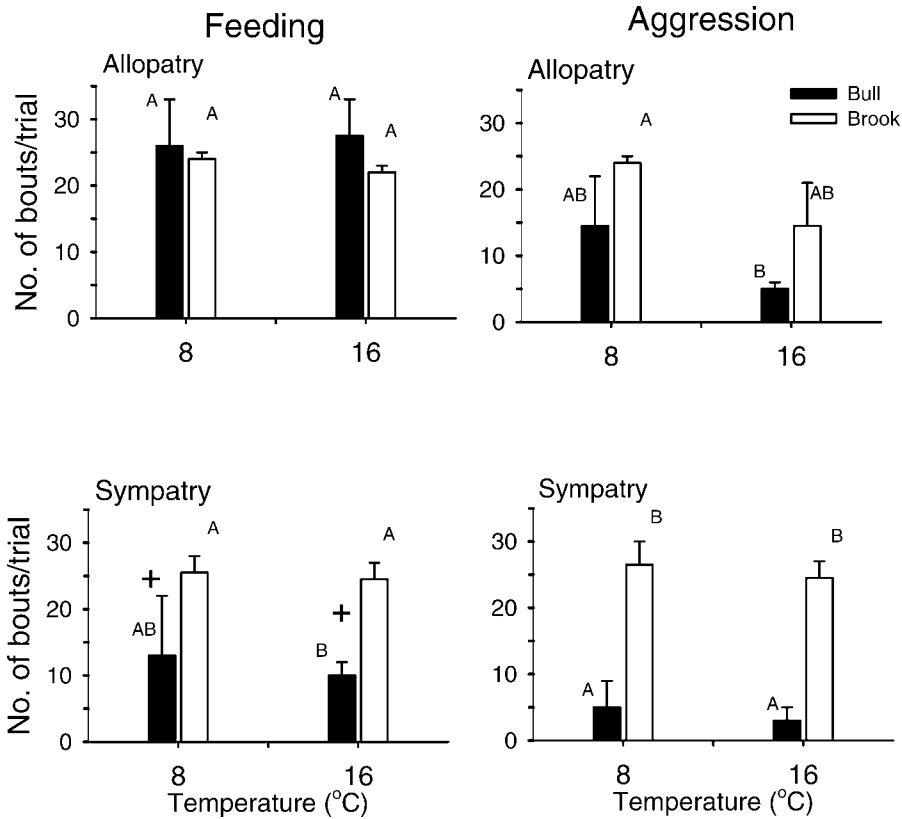 Feeding
Aggression
Allopatry
No. of bouts/trial
30
20
10
0
A
A
A
A
8
16
Allopatry
Bull
Brook
30
20
10
0
AB
A
B
AB
8
16
Sympatry
No. of bouts/trial
30
20
10
0
+
AB
A
+
B
A
8
16
Temperature (°C)
Sympatry
30
20
10
0
A
B
A
B
8
16
Temperature (°C)